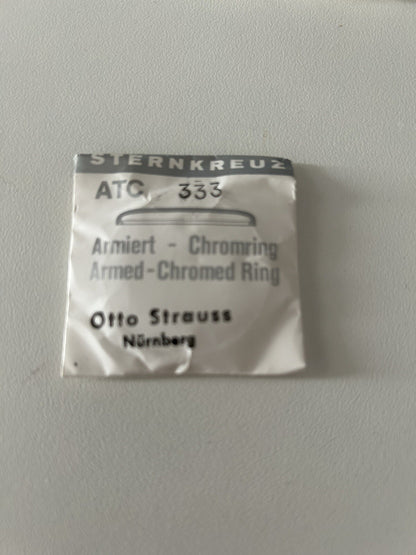 STERNKREUZ
ATC 333
Armiert - Chromring
Armed-Chromed Ring
Otto Strauss
Nürnberg